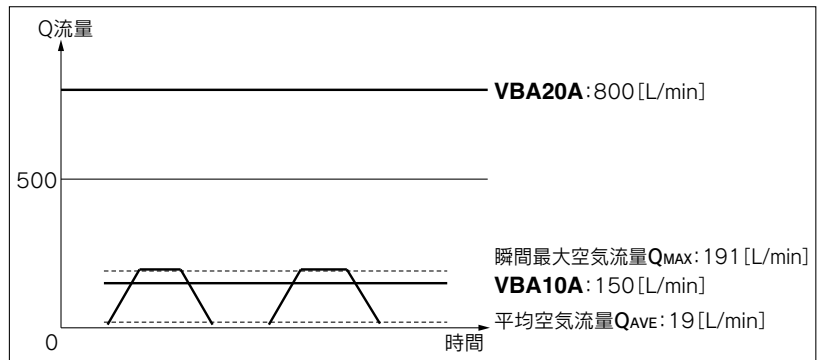 Q流量
VBA20A:800[L/min]
500
瞬間最大空気流量QMAX:191[L/min]
VBA10A:150[L/min]
平均空気流量QAVE:19[L/min]
0
時間